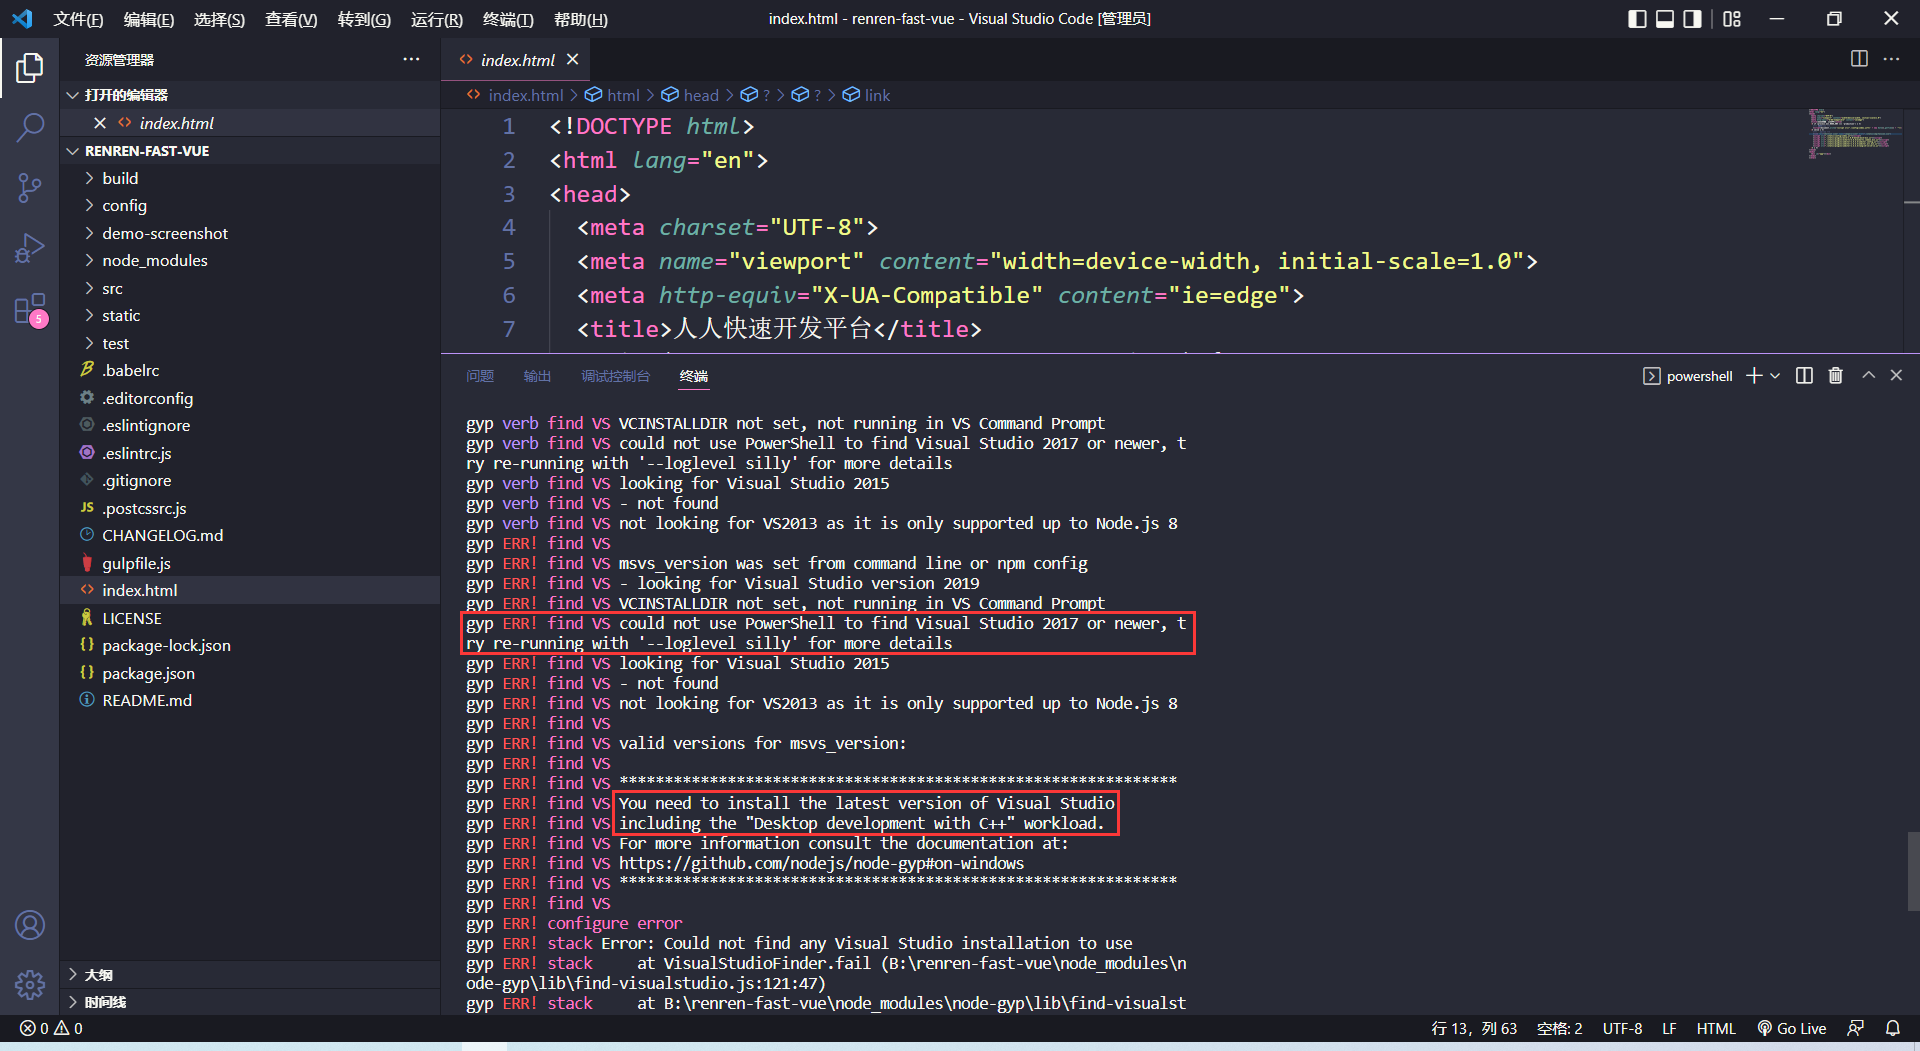 文件(F) 编辑(E) 选择(S) 查看(V) 转到(G) 运行(R) 终端(T) 帮助(H) index.html - renren-fast-vue - Visual Studio Code [管理员]
资源管理器
打开的编辑器
index.html
RENREN-FAST-VUE
build
config
demo-screenshot
node_modules
src
static
test
.babelrc
.editorconfig
.eslintignore
.eslintrc.js
.gitignore
JS .postcssrc.js
CHANGELOG.md
gulpfile.js
index.html
LICENSE
package-lock.json
package.json
README.md
大纲
时间线
5
index.html
index.html > html > head > ? > ? > link
1 <!DOCTYPE html>
2 <html lang="en">
3 <head>
4 <meta charset="UTF-8">
5 <meta name="viewport" content="width=device-width, initial-scale=1.0">
6 <meta http-equiv="X-UA-Compatible" content="ie=edge">
7 <title>人人快速开发平台</title>
问题 输出 调试控制台 终端 powershell
gyp verb find VS VCINSTALLDIR not set, not running in VS Command Prompt
gyp verb find VS could not use PowerShell to find Visual Studio 2017 or newer, t
ry re-running with '--loglevel silly' for more details
gyp verb find VS looking for Visual Studio 2015
gyp verb find VS - not found
gyp verb find VS not looking for VS2013 as it is only supported up to Node.js 8
gyp ERR! find VS
gyp ERR! find VS msvs_version was set from command line or npm config
gyp ERR! find VS - looking for Visual Studio version 2019
gyp ERR! find VS VCINSTALLDIR not set, not running in VS Command Prompt
gyp ERR! find VS could not use PowerShell to find Visual Studio 2017 or newer, t
ry re-running with '--loglevel silly' for more details
gyp ERR! find VS looking for Visual Studio 2015
gyp ERR! find VS - not found
gyp ERR! find VS not looking for VS2013 as it is only supported up to Node.js 8
gyp ERR! find VS
gyp ERR! find VS valid versions for msvs_version:
gyp ERR! find VS
gyp ERR! find VS **************************************************************
gyp ERR! find VS You need to install the latest version of Visual Studio
gyp ERR! find VS including the "Desktop development with C++" workload.
gyp ERR! find VS For more information consult the documentation at:
gyp ERR! find VS https://github.com/nodejs/node-gyp#on-windows
gyp ERR! find VS **************************************************************
gyp ERR! find VS
gyp ERR! configure error
gyp ERR! stack Error: Could not find any Visual Studio installation to use
gyp ERR! stack     at VisualStudioFinder.fail (B:\renren-fast-vue\node_modules\n
ode-gyp\lib\find-visualstudio.js:121:47)
gyp ERR! stack     at B:\renren-fast-vue\node_modules\node-gyp\lib\find-visualst
0 0 行 13，列 63 空格: 2 UTF-8 LF HTML Go Live